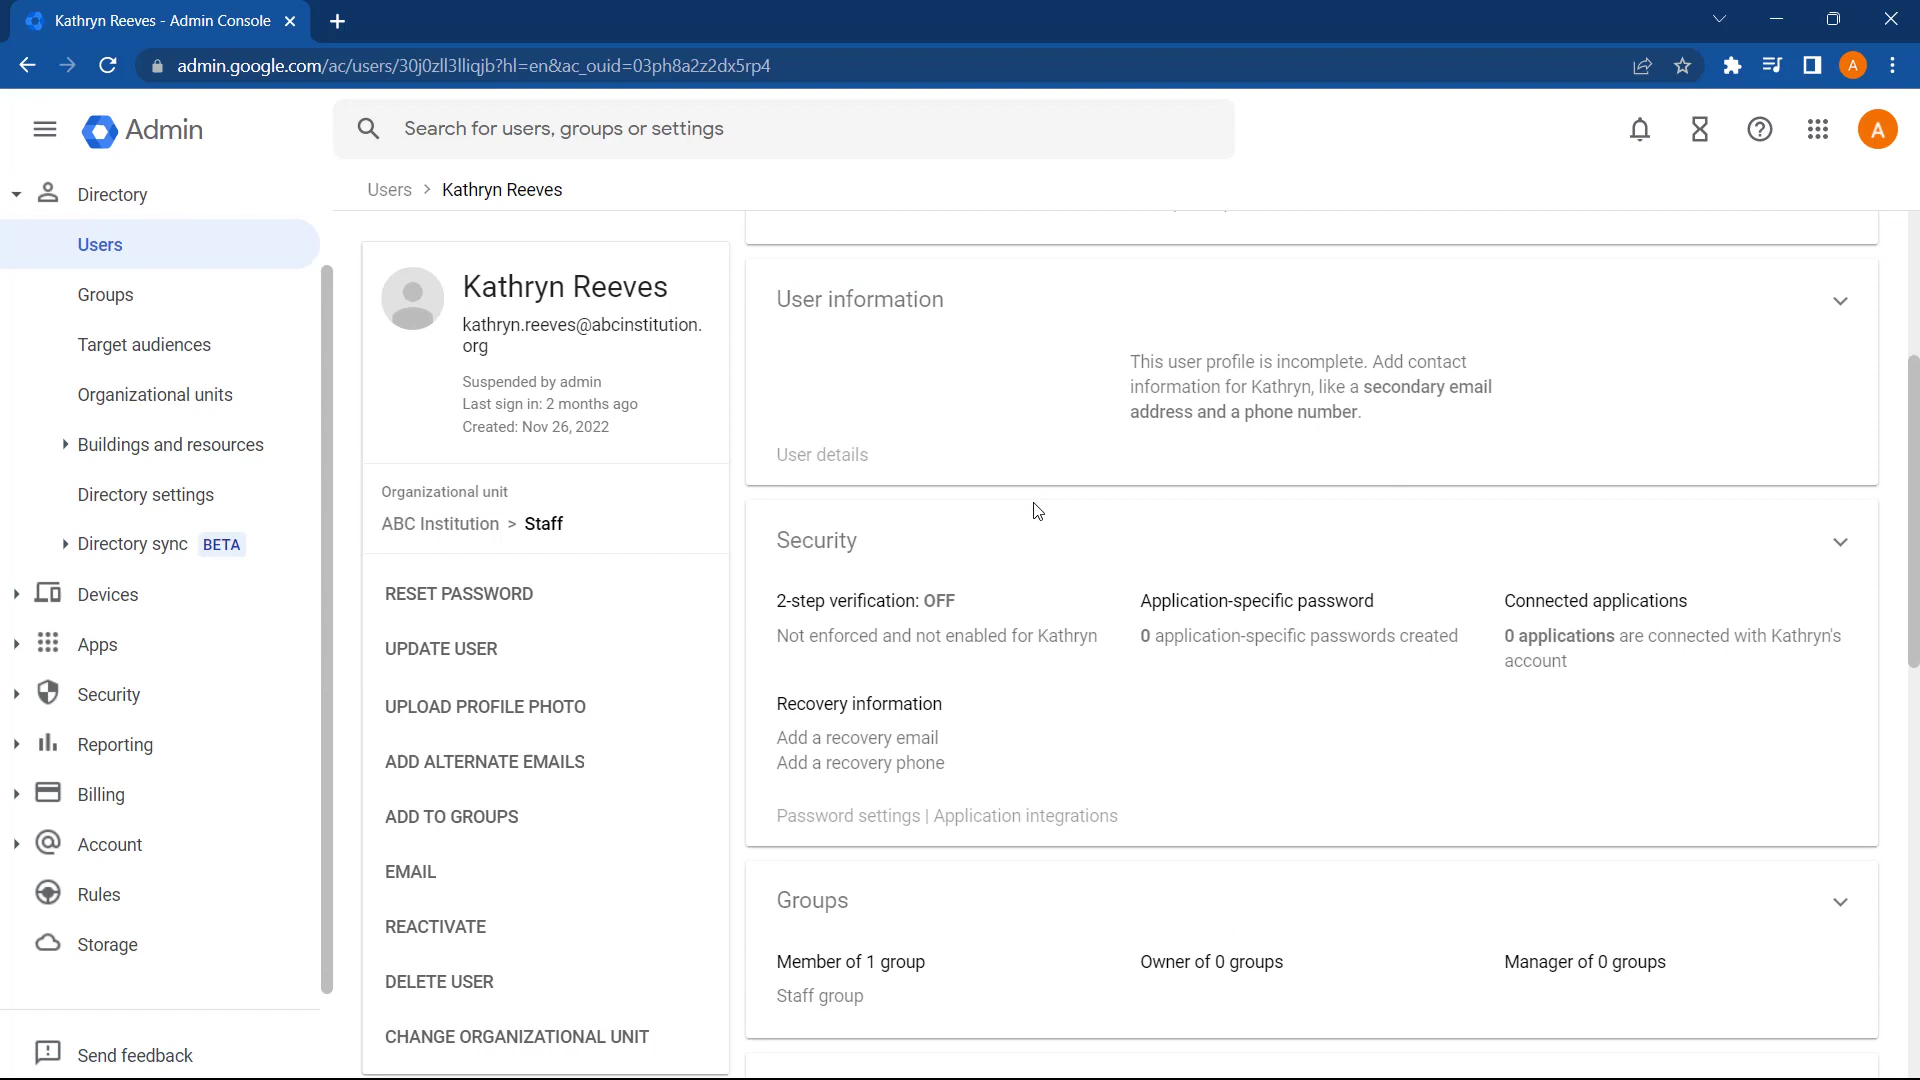 Kathryn Reeves - Admin Console
admin.google.com/ac/users/30j0zll3lliqjb?hl=en&ac_ouid=03ph8a2z2dx5rp4
A
Admin
Search for users, groups or settings
A
Directory
Users
Groups
Target audiences
Organizational units
Buildings and resources
Directory settings
Directory sync BETA
Devices
Apps
Security
Reporting
Billing
Account
Rules
Storage
Send feedback
Users > Kathryn Reeves
Kathryn Reeves
kathryn.reeves@abcinstitution.
org
Suspended by admin
Last sign in: 2 months ago
Created: Nov 26, 2022
Organizational unit
ABC Institution > Staff
RESET PASSWORD
UPDATE USER
UPLOAD PROFILE PHOTO
ADD ALTERNATE EMAILS
ADD TO GROUPS
EMAIL
REACTIVATE
DELETE USER
CHANGE ORGANIZATIONAL UNIT
User information
This user profile is incomplete. Add contact
information for Kathryn, like a secondary email
address and a phone number.
User details
Security
2-step verification: OFF
Not enforced and not enabled for Kathryn
Application-specific password
0 application-specific passwords created
Connected applications
0 applications are connected with Kathryn's
account
Recovery information
Add a recovery email
Add a recovery phone
Password settings | Application integrations
Groups
Member of 1 group
Staff group
Owner of 0 groups
Manager of 0 groups